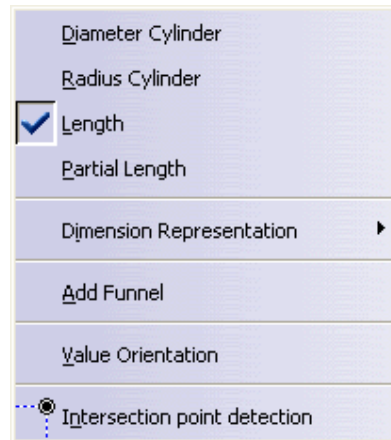 Diameter Cylinder
Radius Cylinder
Length
Partial Length
Dimension Representation
Add Funnel
Value Orientation
Intersection point detection